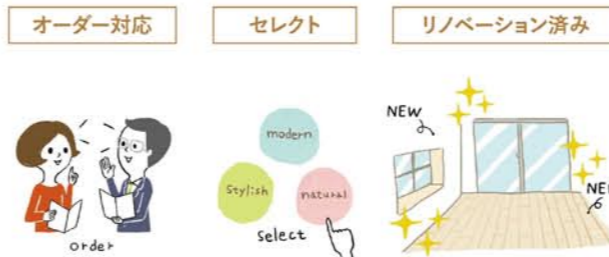 オーダー対応
セレクト
リノベーション済み
order
modern
stylish
natural
select
NEW
NEW